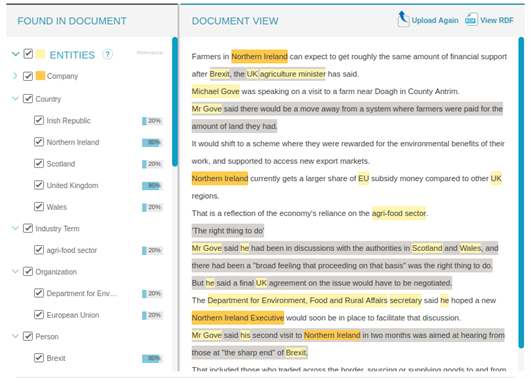 FOUND IN DOCUMENT
ENTITIES ? Relevance
Company
Country
Irish Republic 20%
Northern Ireland 80%
Scotland 20%
United Kingdom 80%
Wales 20%
Industry Term
agri-food sector 20%
Organization
Department for Env… 20%
European Union 20%
Person
Brexit 80%
DOCUMENT VIEW
Upload Again View RDF
Farmers in Northern Ireland can expect to get roughly the same amount of financial support
after Brexit, the UK agriculture minister has said.
Michael Gove was speaking on a visit to a farm near Doagh in County Antrim.
Mr Gove said there would be a move away from a system where farmers were paid for the
amount of land they had.
It would shift to a scheme where they were rewarded for the environmental benefits of their
work, and supported to access new export markets.
Northern Ireland currently gets a larger share of EU subsidy money compared to other UK
regions.
That is a reflection of the economy's reliance on the agri-food sector.
'The right thing to do'
Mr Gove said he had been in discussions with the authorities in Scotland and Wales, and
there had been a "broad feeling that proceeding on that basis" was the right thing to do.
But he said a final UK agreement on the issue would have to be negotiated.
The Department for Environment, Food and Rural Affairs secretary said he hoped a new
Northern Ireland Executive would soon be in place to facilitate that discussion.
Mr Gove said his second visit to Northern Ireland in two months was aimed at hearing from
those at "the sharp end" of Brexit.
That included those who traded across the border, sourcing or supplying goods to and from